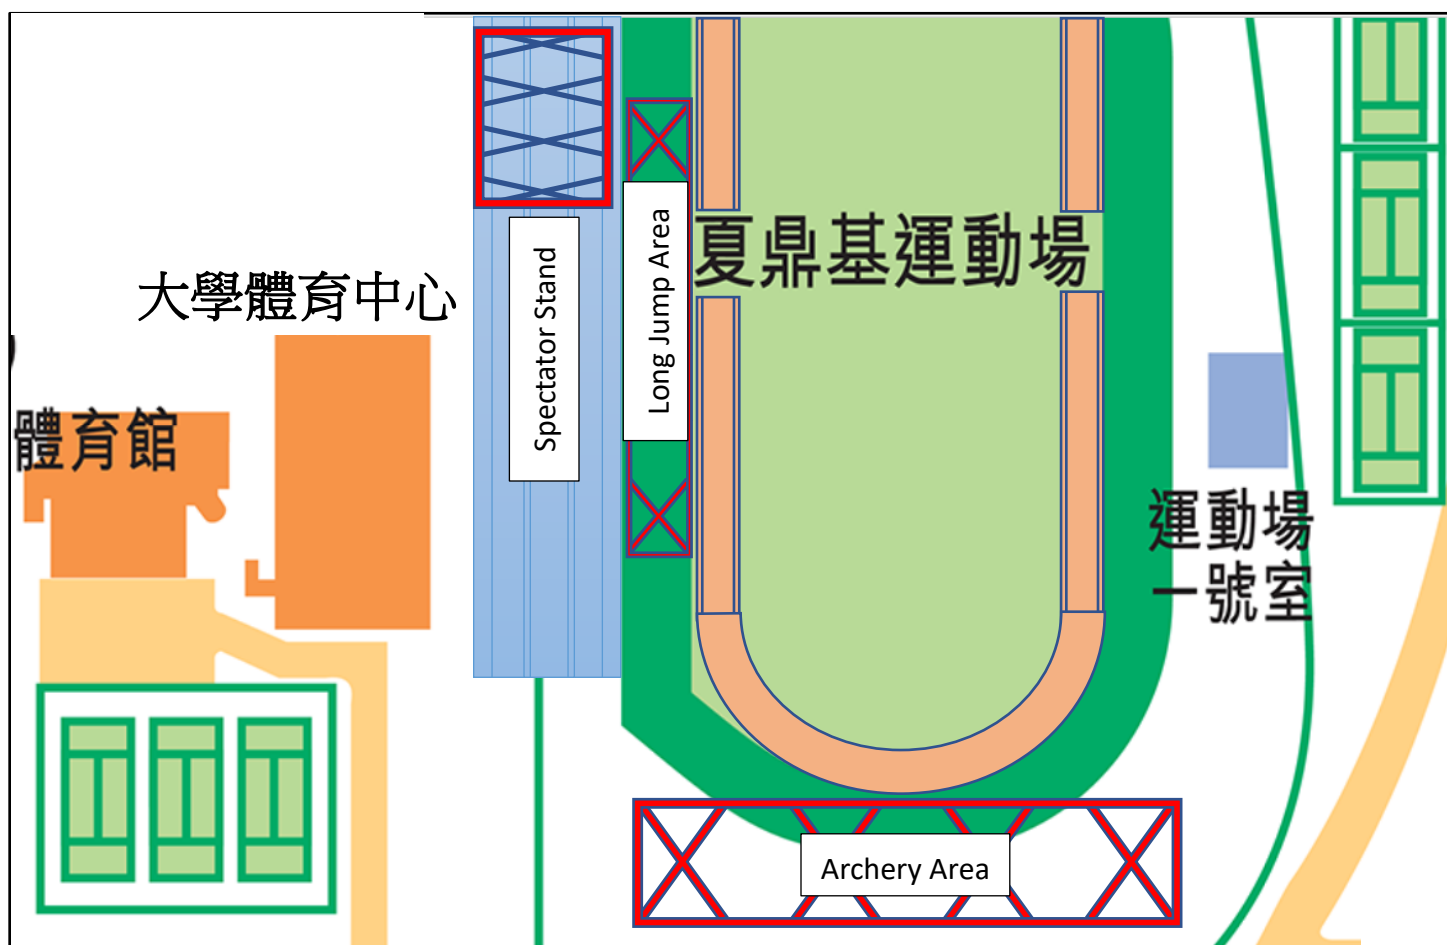 夏鼎基運動場
大學體育中心
Spectator Stand
Long Jump Area
體育館
運動場
一號室
Archery Area